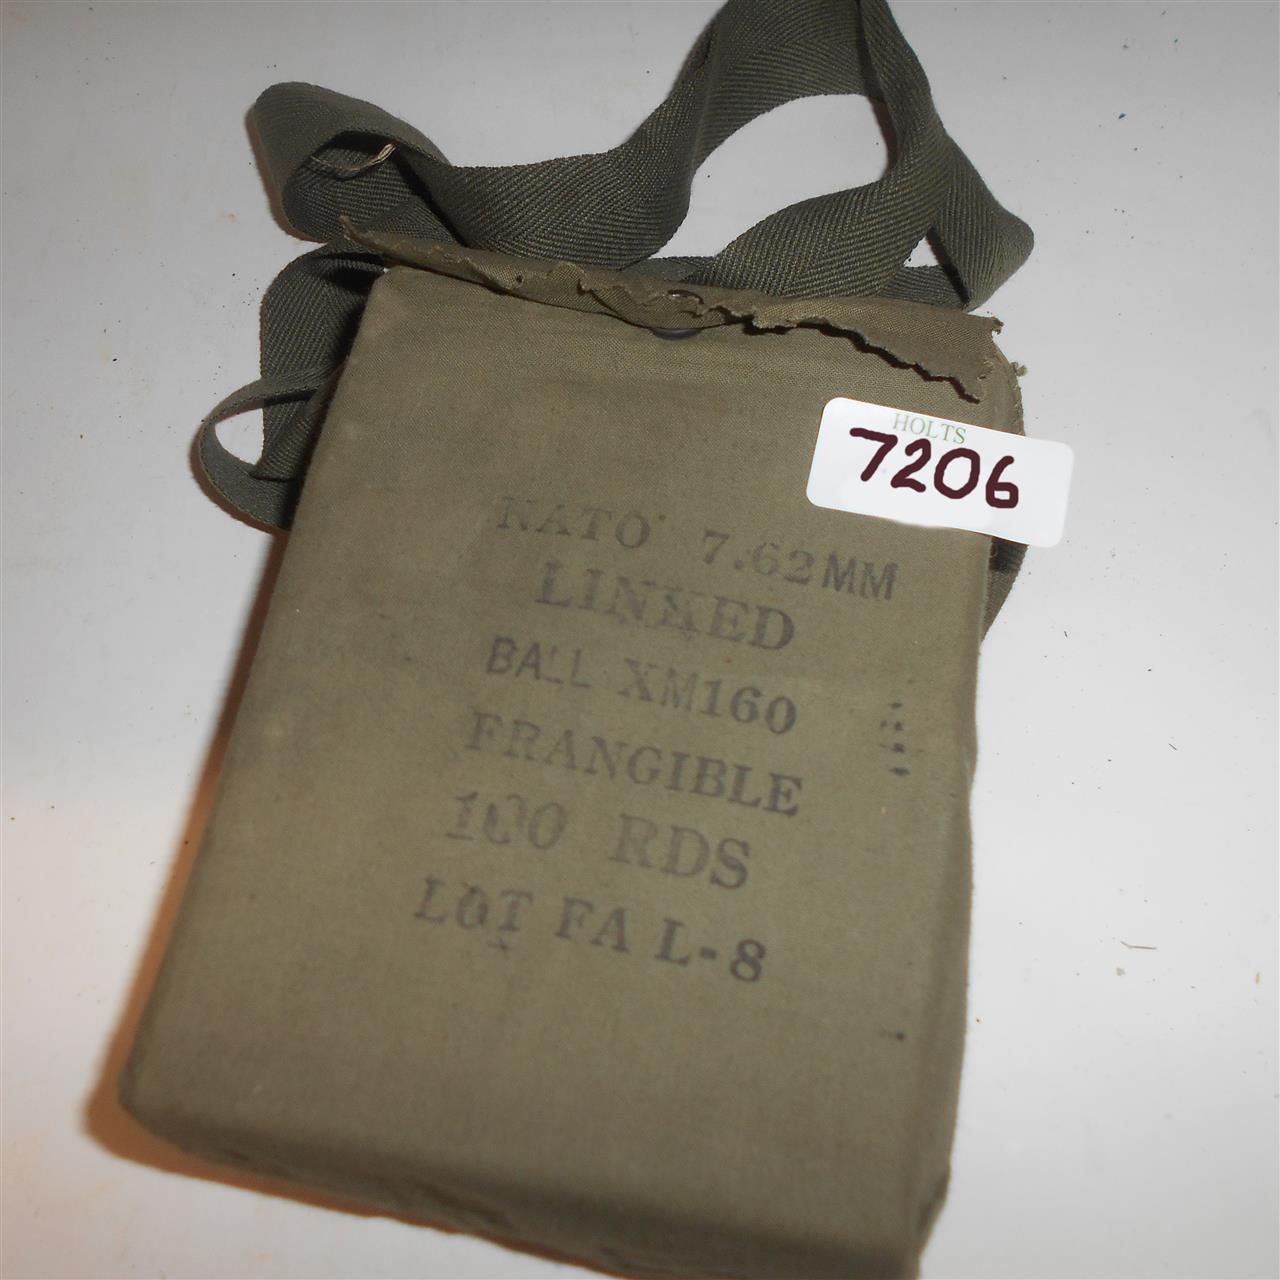 HOLTS
7206
NATO 7.62MM
LINKED
BALL XM160
FRANGIBLE
100 RDS
LOT FA L-8